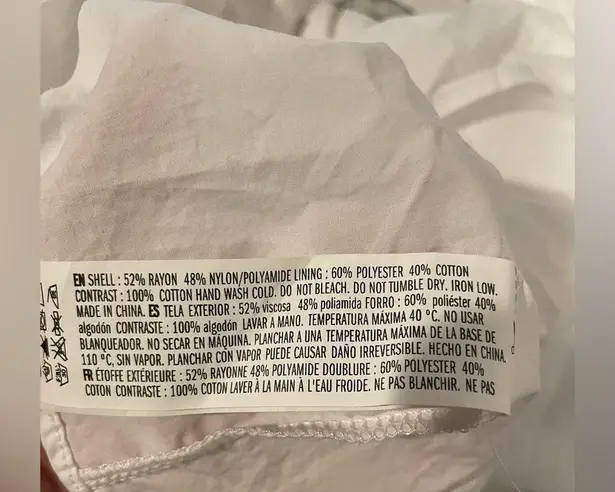 EN SHELL : 52% RAYON 48% NYLON/POLYAMIDE LINING : 60% POLYESTER 40% COTTON
CONTRAST : 100% COTTON HAND WASH COLD. DO NOT BLEACH. DO NOT TUMBLE DRY. IRON LOW.
MADE IN CHINA. ES TELA EXTERIOR : 52% viscosa 48% poliamida FORRO : 60% poliéster 40%
algodón CONTRASTE : 100% algodón LAVAR A MANO. TEMPERATURA MÁXIMA 40 °C. NO USAR
BLANQUEADOR. NO SECAR EN MÁQUINA. PLANCHAR A UNA TEMPERATURA MÁXIMA DE LA BASE DE
110 °C, SIN VAPOR. PLANCHAR CON VAPOR PUEDE CAUSAR DAÑO IRREVERSIBLE. HECHO EN CHINA.
FR ÉTOFFE EXTÉRIEURE : 52% RAYONNE 48% POLYAMIDE DOUBLURE : 60% POLYESTER 40%
COTON CONTRASTE : 100% COTON LAVER À LA MAIN À L'EAU FROIDE. NE PAS BLANCHIR. NE PAS